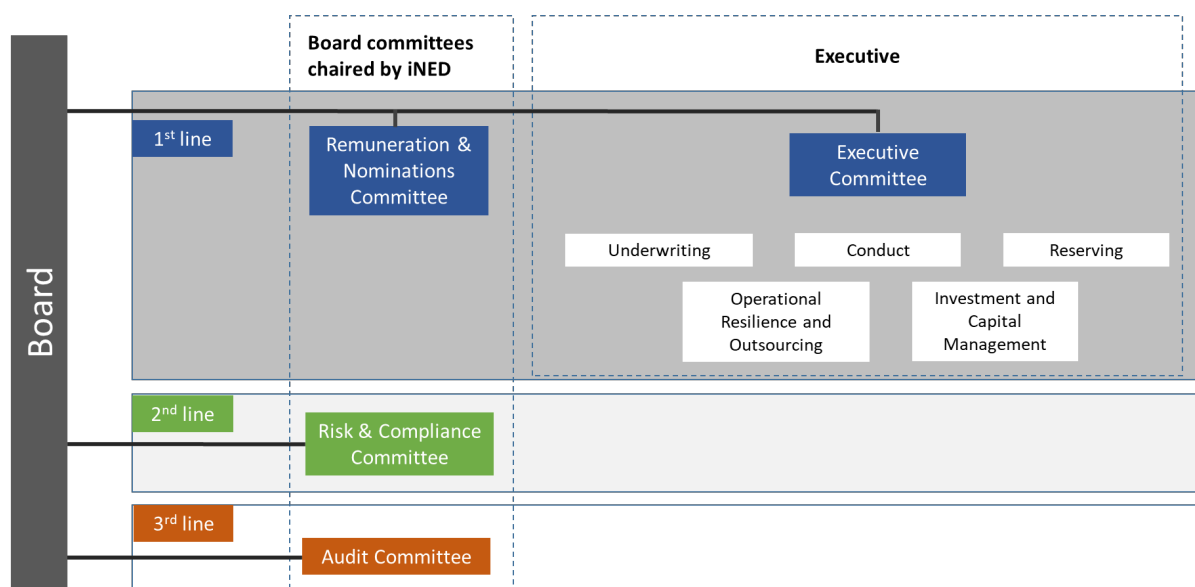 Board
Board committees
chaired by iNED
Executive
1st line
Remuneration &
Nominations
Committee
Executive
Committee
Underwriting
Conduct
Reserving
Operational
Resilience and
Outsourcing
Investment and
Capital
Management
2nd line
Risk & Compliance
Committee
3rd line
Audit Committee